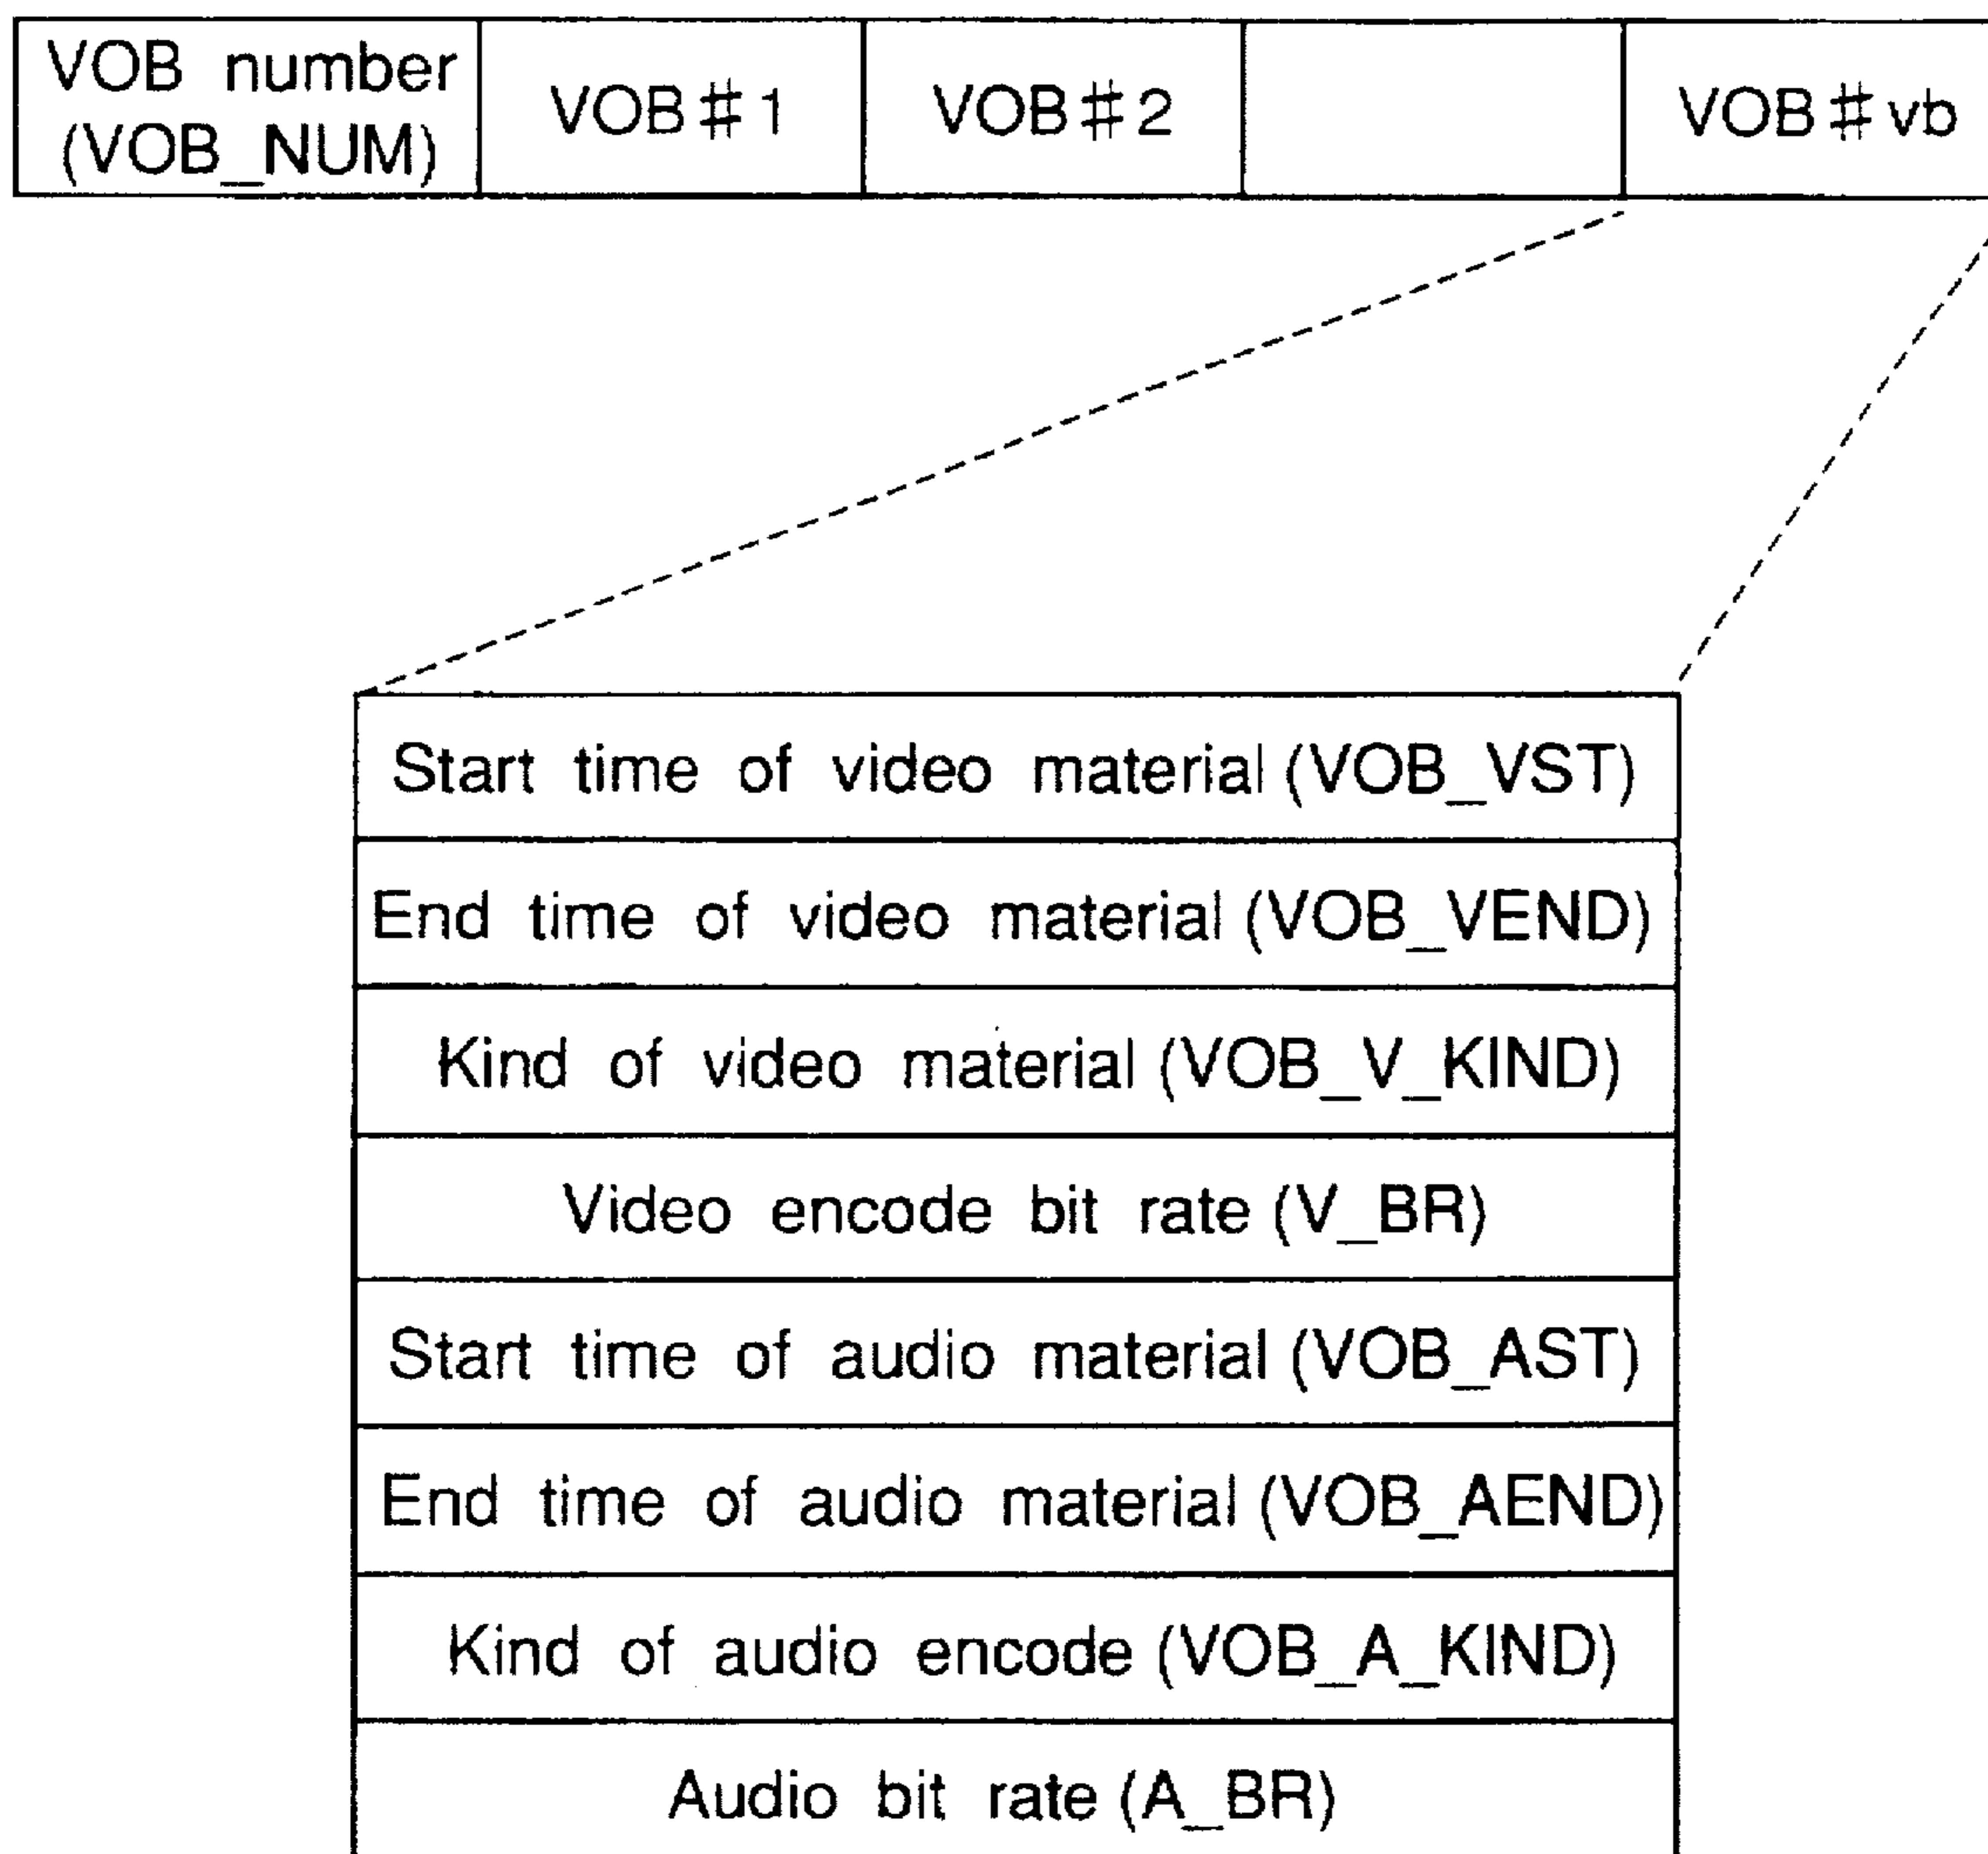 VOB number
(VOB_NUM)
VOB#1
VOB#2
VOB#vb
Start time of video material (VOB_VST)
End time of video material (VOB_VEND)
Kind of video material (VOB_V_KIND)
Video encode bit rate (V_BR)
Start time of audio material (VOB_AST)
End time of audio material (VOB_AEND)
Kind of audio encode (VOB_A_KIND)
Audio bit rate (A_BR)